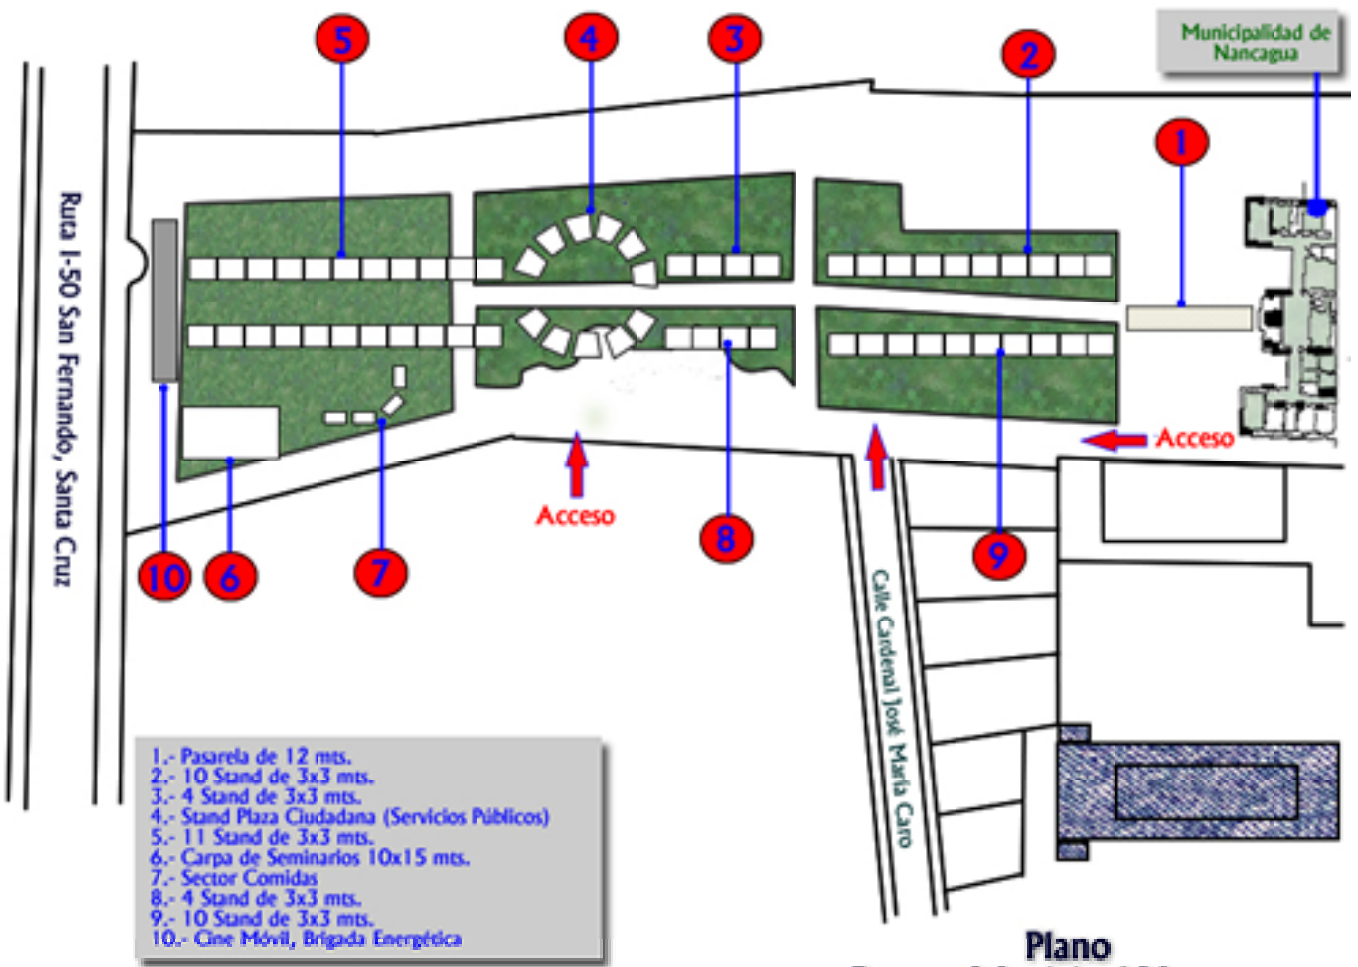 5
4
3
2
Municipalidad de
Nancagua
1
Ruta I-50 San Fernando, Santa Cruz
Acceso
Acceso
8
9
10
6
7
Calle Cardenal José María Caro
1.- Pasarela de 12 mts.
2.- 10 Stand de 3x3 mts.
3.- 4 Stand de 3x3 mts.
4.- Stand Plaza Ciudadana (Servicios Públicos)
5.- 11 Stand de 3x3 mts.
6.- Carpa de Seminarios 10x15 mts.
7.- Sector Comidas
8.- 4 Stand de 3x3 mts.
9.- 10 Stand de 3x3 mts.
10.- Cine Móvil, Brigada Energética
Plano